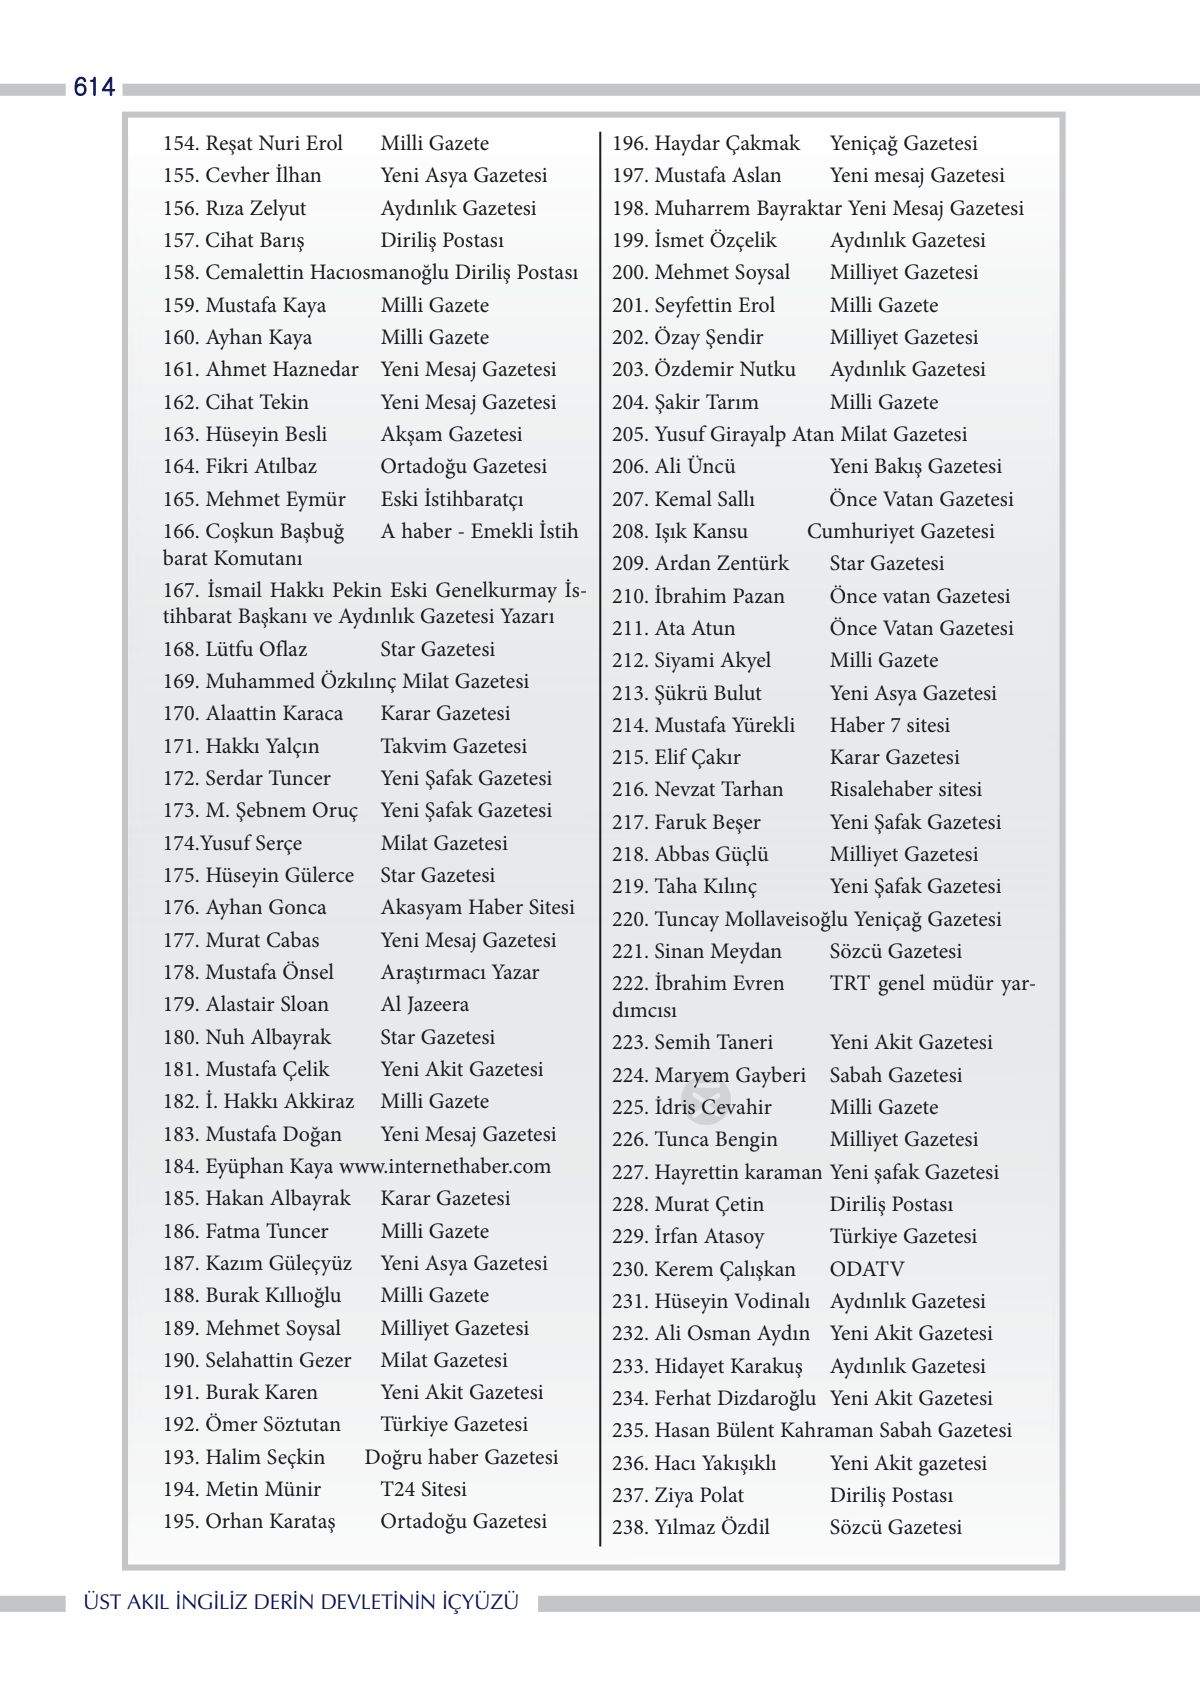 614
154. Reşat Nuri Erol Milli Gazete
155. Cevher İlhan Yeni Asya Gazetesi
156. Rıza Zelyut Aydınlık Gazetesi
157. Cihat Barış Diriliş Postası
158. Cemalettin Hacıosmanoğlu Diriliş Postası
159. Mustafa Kaya Milli Gazete
160. Ayhan Kaya Milli Gazete
161. Ahmet Haznedar Yeni Mesaj Gazetesi
162. Cihat Tekin Yeni Mesaj Gazetesi
163. Hüseyin Besli Akşam Gazetesi
164. Fikri Atılbaz Ortadoğu Gazetesi
165. Mehmet Eymür Eski İstihbaratçı
166. Coşkun Başbuğ A haber - Emekli İstih
barat Komutanı
167. İsmail Hakkı Pekin Eski Genelkurmay İs-
tihbarat Başkanı ve Aydınlık Gazetesi Yazarı
168. Lütfu Oflaz Star Gazetesi
169. Muhammed Özkılınç Milat Gazetesi
170. Alaattin Karaca Karar Gazetesi
171. Hakkı Yalçın Takvim Gazetesi
172. Serdar Tuncer Yeni Şafak Gazetesi
173. M. Şebnem Oruç Yeni Şafak Gazetesi
174.Yusuf Serçe Milat Gazetesi
175. Hüseyin Gülerce Star Gazetesi
176. Ayhan Gonca Akasyam Haber Sitesi
177. Murat Cabas Yeni Mesaj Gazetesi
178. Mustafa Önsel Araştırmacı Yazar
179. Alastair Sloan Al Jazeera
180. Nuh Albayrak Star Gazetesi
181. Mustafa Çelik Yeni Akit Gazetesi
182. İ. Hakkı Akkiraz Milli Gazete
183. Mustafa Doğan Yeni Mesaj Gazetesi
184. Eyüphan Kaya www.internethaber.com
185. Hakan Albayrak Karar Gazetesi
186. Fatma Tuncer Milli Gazete
187. Kazım Güleçyüz Yeni Asya Gazetesi
188. Burak Kıllıoğlu Milli Gazete
189. Mehmet Soysal Milliyet Gazetesi
190. Selahattin Gezer Milat Gazetesi
191. Burak Karen Yeni Akit Gazetesi
192. Ömer Söztutan Türkiye Gazetesi
193. Halim Seçkin Doğru haber Gazetesi
194. Metin Münir T24 Sitesi
195. Orhan Karataş Ortadoğu Gazetesi
196. Haydar Çakmak Yeniçağ Gazetesi
197. Mustafa Aslan Yeni mesaj Gazetesi
198. Muharrem Bayraktar Yeni Mesaj Gazetesi
199. İsmet Özçelik Aydınlık Gazetesi
200. Mehmet Soysal Milliyet Gazetesi
201. Seyfettin Erol Milli Gazete
202. Özay Şendir Milliyet Gazetesi
203. Özdemir Nutku Aydınlık Gazetesi
204. Şakir Tarım Milli Gazete
205. Yusuf Girayalp Atan Milat Gazetesi
206. Ali Üncü Yeni Bakış Gazetesi
207. Kemal Sallı Önce Vatan Gazetesi
208. Işık Kansu Cumhuriyet Gazetesi
209. Ardan Zentürk Star Gazetesi
210. İbrahim Pazan Önce vatan Gazetesi
211. Ata Atun Önce Vatan Gazetesi
212. Siyami Akyel Milli Gazete
213. Şükrü Bulut Yeni Asya Gazetesi
214. Mustafa Yürekli Haber 7 sitesi
215. Elif Çakır Karar Gazetesi
216. Nevzat Tarhan Risalehaber sitesi
217. Faruk Beşer Yeni Şafak Gazetesi
218. Abbas Güçlü Milliyet Gazetesi
219. Taha Kılınç Yeni Şafak Gazetesi
220. Tuncay Mollaveisoğlu Yeniçağ Gazetesi
221. Sinan Meydan Sözcü Gazetesi
222. İbrahim Evren TRT genel müdür yar-
dımcısı
223. Semih Taneri Yeni Akit Gazetesi
224. Maryem Gayberi Sabah Gazetesi
225. İdris Cevahir Milli Gazete
226. Tunca Bengin Milliyet Gazetesi
227. Hayrettin karaman Yeni şafak Gazetesi
228. Murat Çetin Diriliş Postası
229. İrfan Atasoy Türkiye Gazetesi
230. Kerem Çalışkan ODATV
231. Hüseyin Vodinalı Aydınlık Gazetesi
232. Ali Osman Aydın Yeni Akit Gazetesi
233. Hidayet Karakuş Aydınlık Gazetesi
234. Ferhat Dizdaroğlu Yeni Akit Gazetesi
235. Hasan Bülent Kahraman Sabah Gazetesi
236. Hacı Yakışıklı Yeni Akit gazetesi
237. Ziya Polat Diriliş Postası
238. Yılmaz Özdil Sözcü Gazetesi
ÜST AKIL İNGİLİZ DERİN DEVLETİNİN İÇYÜZÜ